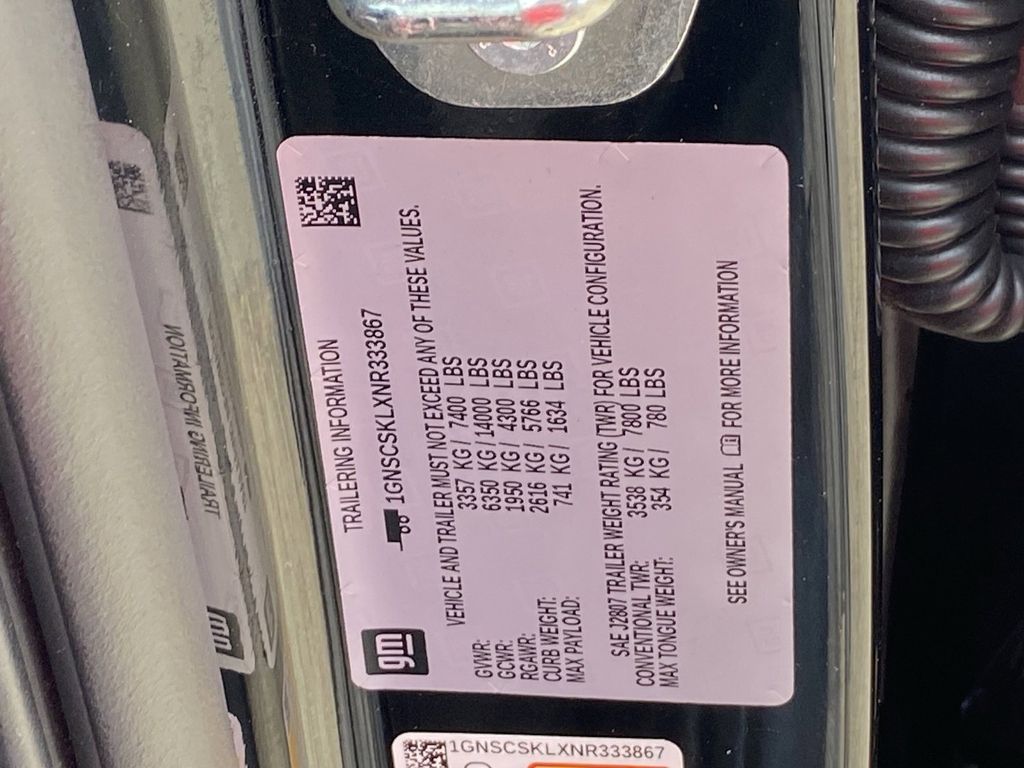 TRAILERING INFORMATION
gm
1GNSCSKLXNR333867
VEHICLE AND TRAILER MUST NOT EXCEED ANY OF THESE VALUES.
GVWR: 3357 KG / 7400 LBS
GCWR: 6350 KG / 14000 LBS
RGAWR: 1950 KG / 4300 LBS
CURB WEIGHT: 2616 KG / 5766 LBS
MAX PAYLOAD: 741 KG / 1634 LBS
SAE J2807 TRAILER WEIGHT RATING TWR FOR VEHICLE CONFIGURATION.
CONVENTIONAL TWR: 3538 KG / 7800 LBS
MAX TONGUE WEIGHT: 354 KG / 780 LBS
SEE OWNER'S MANUAL FOR MORE INFORMATION
1GNSCSKLXNR333867
TRAILERING INFORMATION
gm